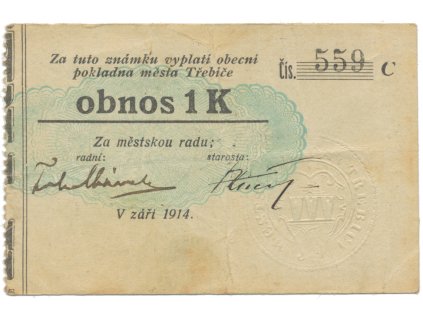 Za tuto známku vyplatí obecní
pokladna města Třebíče
Čís. 559 C
obnos 1 K
Za městskou radu:
radní: starosta:
V září 1914.